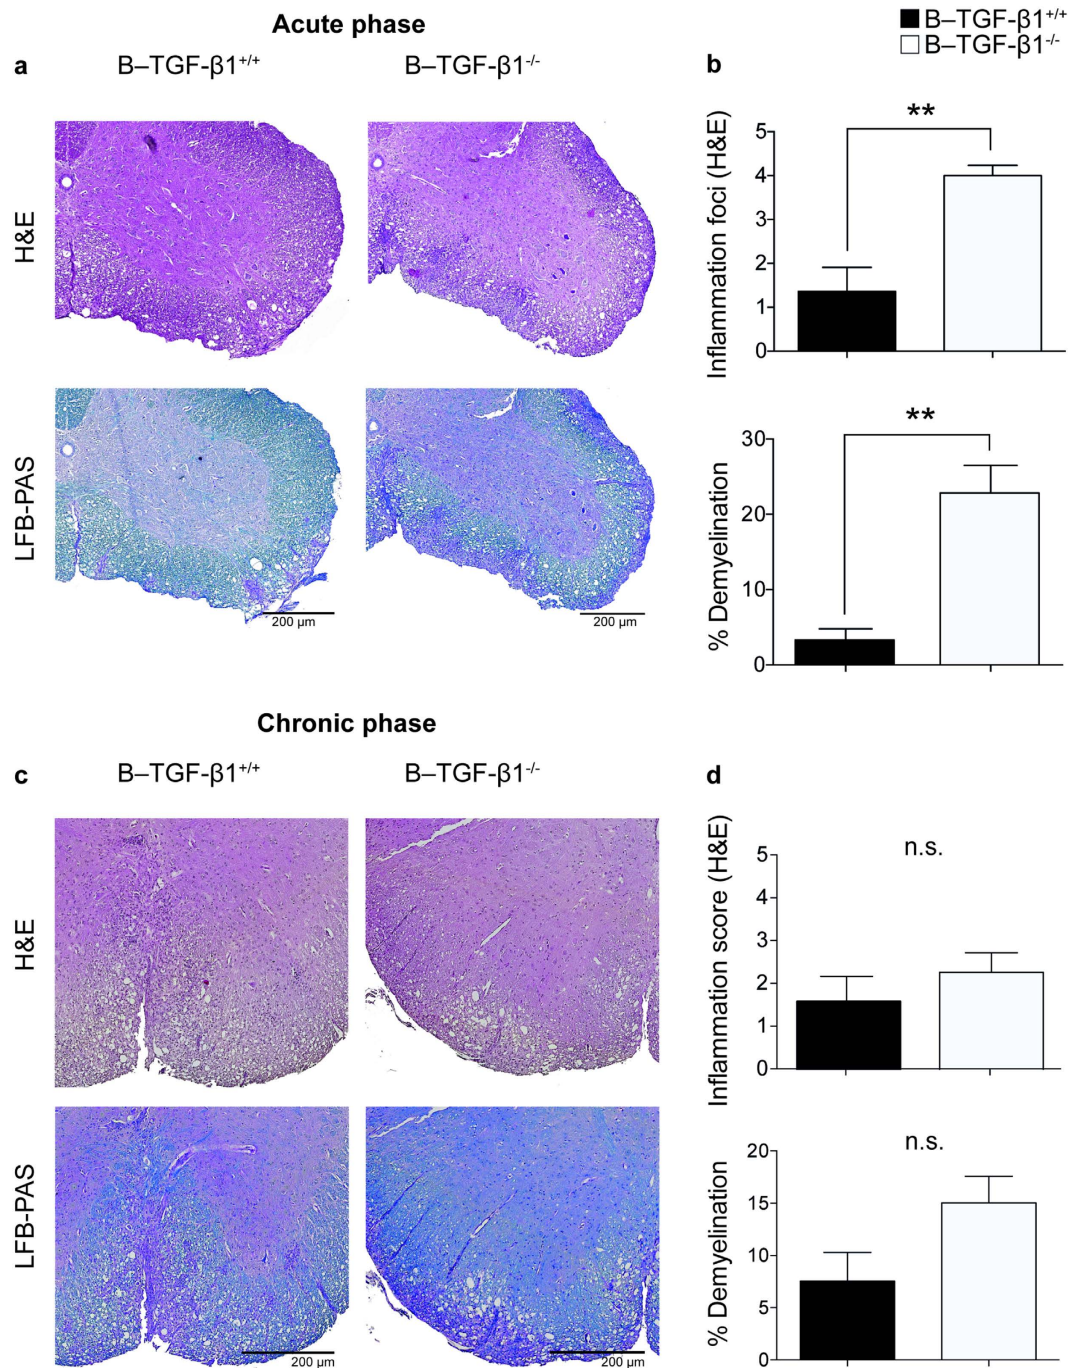 Acute phase
B–TGF-β1+/+
B–TGF-β1-/-
a
B–TGF-β1+/+
B–TGF-β1-/-
b
H&E
LFB-PAS
200 µm
200 µm
**
Inflammation foci (H&E)
5
4
3
2
1
0
**
% Demyelination
30
20
10
0
Chronic phase
c
B–TGF-β1+/+
B–TGF-β1-/-
d
H&E
LFB-PAS
200 µm
200 µm
n.s.
Inflammation score (H&E)
5
4
3
2
1
0
n.s.
% Demyelination
20
15
10
5
0